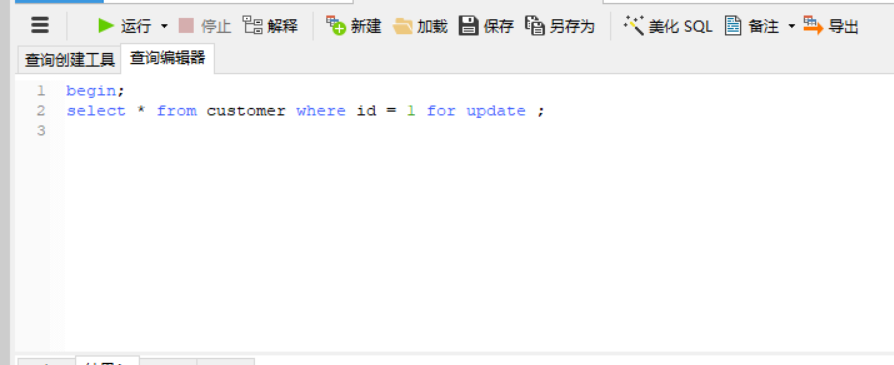 运行 停止 解释 新建 加载 保存 另存为 美化 SQL 备注 导出
查询创建工具 查询编辑器
1 begin;
2 select * from customer where id = 1 for update ;
3